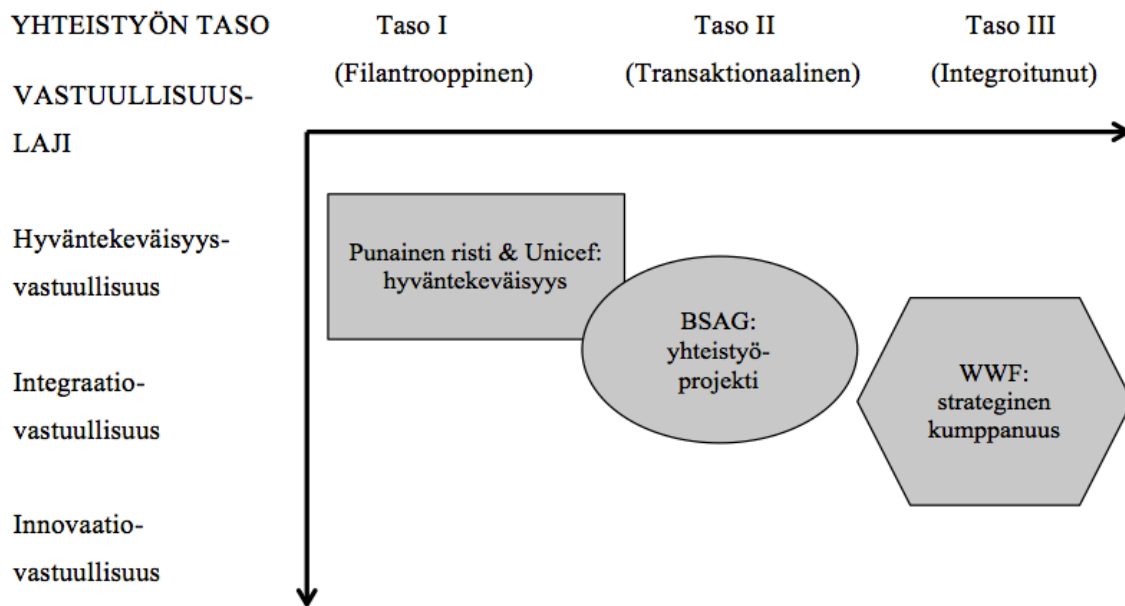 YHTEISTYÖN TASO
Taso I
Taso II
Taso III
(Filantrooppinen)
(Transaktionaalinen)
(Integroitunut)
VASTUULLISUUS-
LAJI
Hyväntekeväisyys-
vastuullisuus
Punainen risti & Unicef:
hyväntekeväisyys
BSAG:
yhteistyö-
projekti
Integraatio-
vastuullisuus
WWF:
strateginen
kumppanuus
Innovaatio-
vastuullisuus